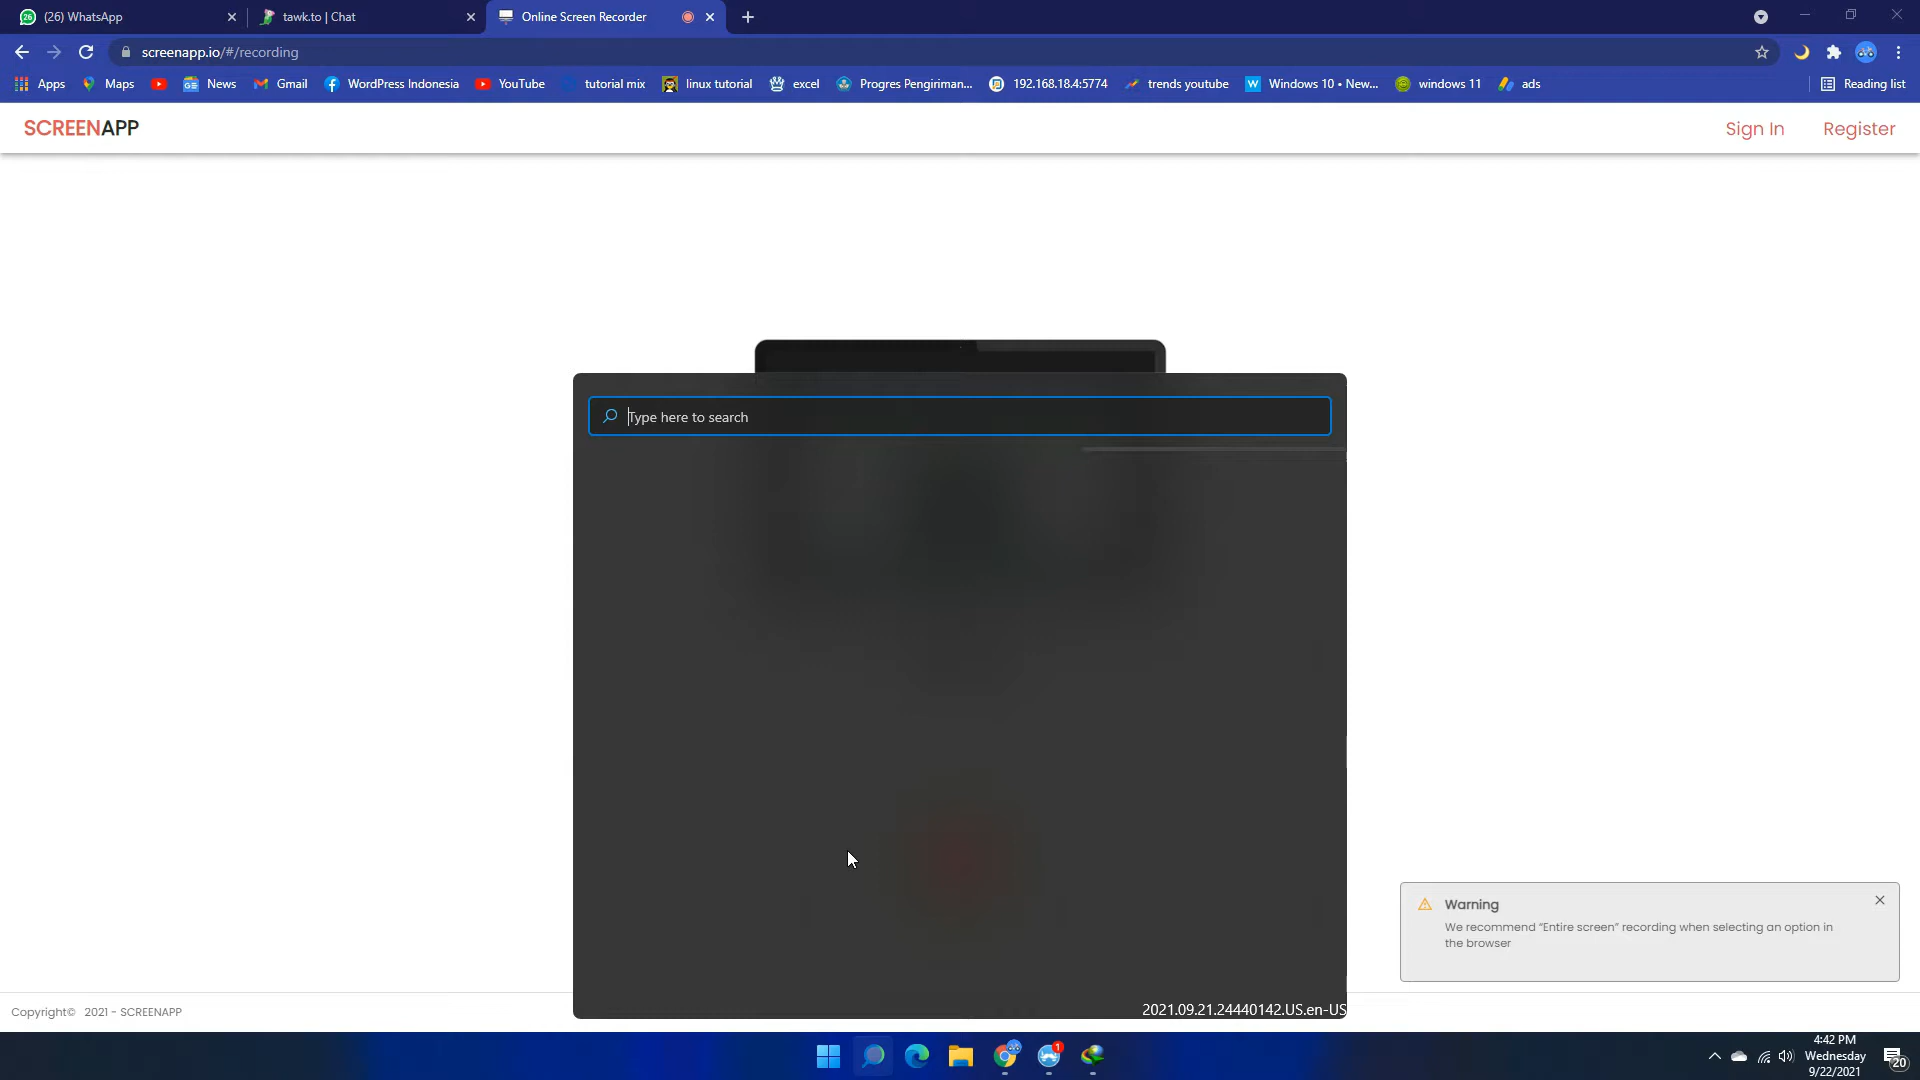 (26) WhatsApp
tawk.to | Chat
Online Screen Recorder
screenapp.io/#/recording
Apps
Maps
News
Gmail
WordPress Indonesia
YouTube
tutorial mix
linux tutorial
excel
Progres Pengiriman...
192.168.18.4:5774
trends youtube
Windows 10 • New...
windows 11
ads
Reading list
SCREENAPP
Sign In
Register
Type here to search
Warning
We recommend “Entire screen” recording when selecting an option in
the browser
2021.09.21.24440142.US.en-US
Copyright© 2021 - SCREENAPP
1
4:42 PM
Wednesday
9/22/2021
20